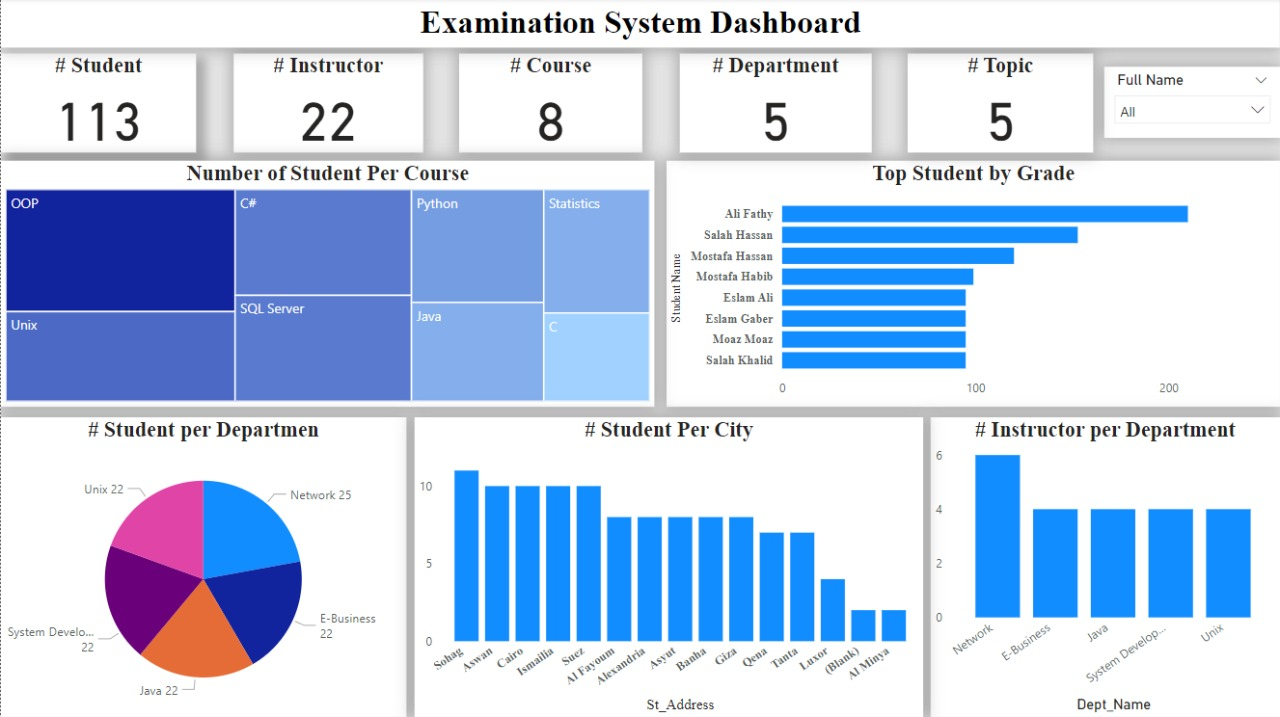 Examination System Dashboard
# Student
113
# Instructor
22
# Course
8
# Department
5
# Topic
5
Full Name
All
Number of Student Per Course
OOP
Unix
C#
SQL Server
Python
Java
Statistics
C
Top Student by Grade
Student Name
Ali Fathy
Salah Hassan
Mostafa Hassan
Mostafa Habib
Eslam Ali
Eslam Gaber
Moaz Moaz
Salah Khalid
0 100 200
# Student per Departmen
Unix 22
Network 25
E-Business
22
System Develo...
22
Java 22
# Student Per City
10
5
0
Sohag
Aswan
Cairo
Ismailia
Suez
Al Fayoum
Alexandria
Asyut
Banha
Giza
Qena
Tanta
Luxor
(Blank)
Al Minya
St_Address
# Instructor per Department
6
4
2
0
Network
E-Business
Java
System Develop...
Unix
Dept_Name